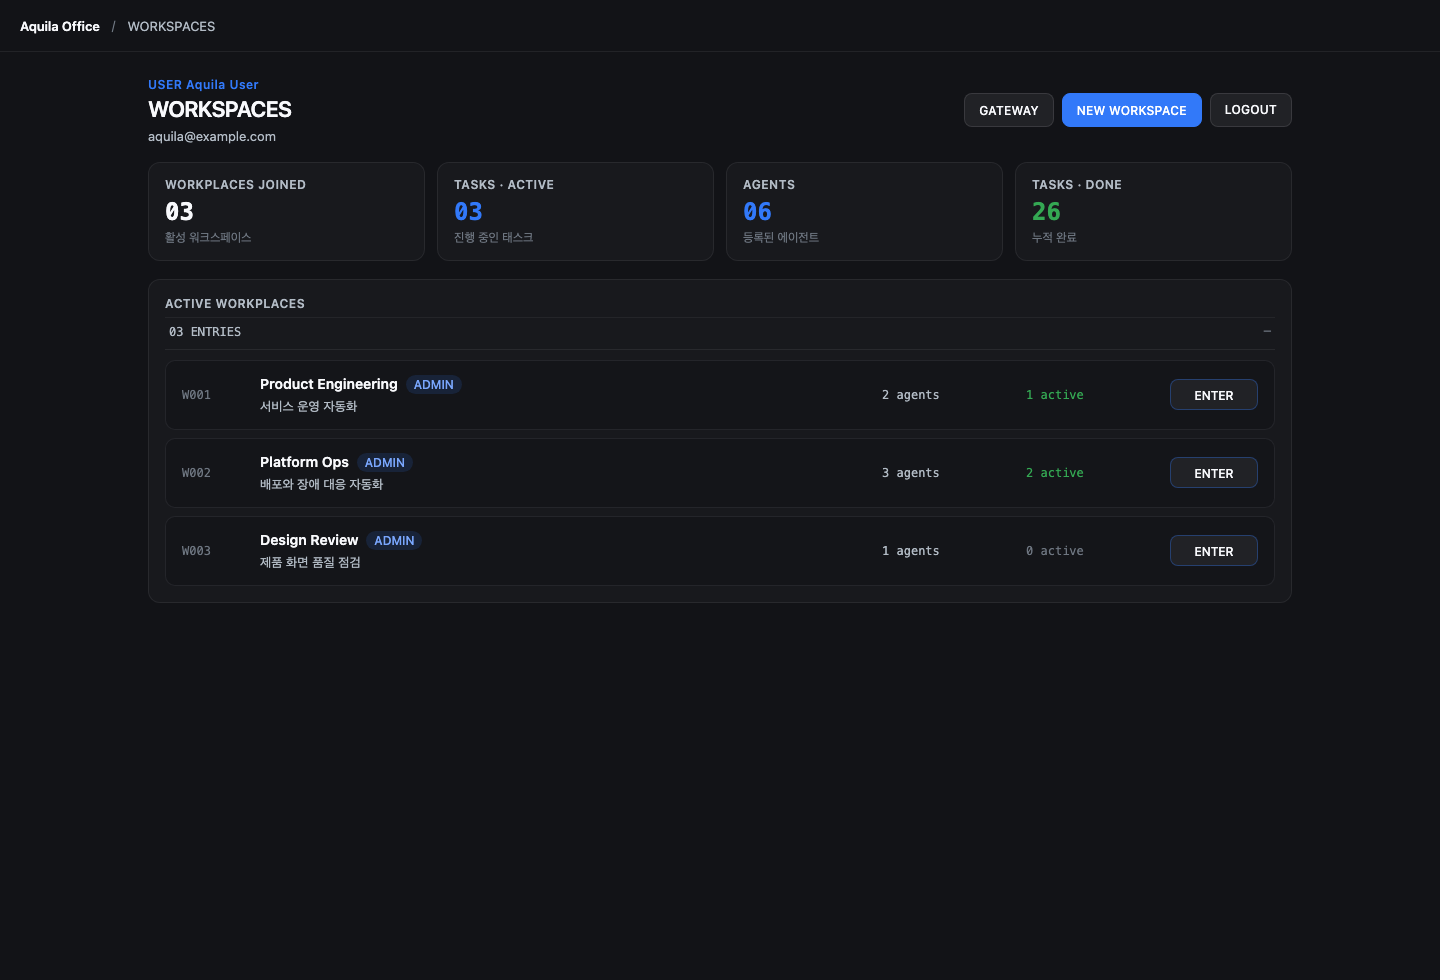 Aquila Office / WORKSPACES
USER Aquila User
WORKSPACES
aquila@example.com
GATEWAY
NEW WORKSPACE
LOGOUT
WORKPLACES JOINED
03
활성 워크스페이스
TASKS · ACTIVE
03
진행 중인 태스크
AGENTS
06
등록된 에이전트
TASKS · DONE
26
누적 완료
ACTIVE WORKPLACES
03 ENTRIES —
W001
Product Engineering ADMIN
서비스 운영 자동화
2 agents
1 active
ENTER
W002
Platform Ops ADMIN
배포와 장애 대응 자동화
3 agents
2 active
ENTER
W003
Design Review ADMIN
제품 화면 품질 점검
1 agents
0 active
ENTER